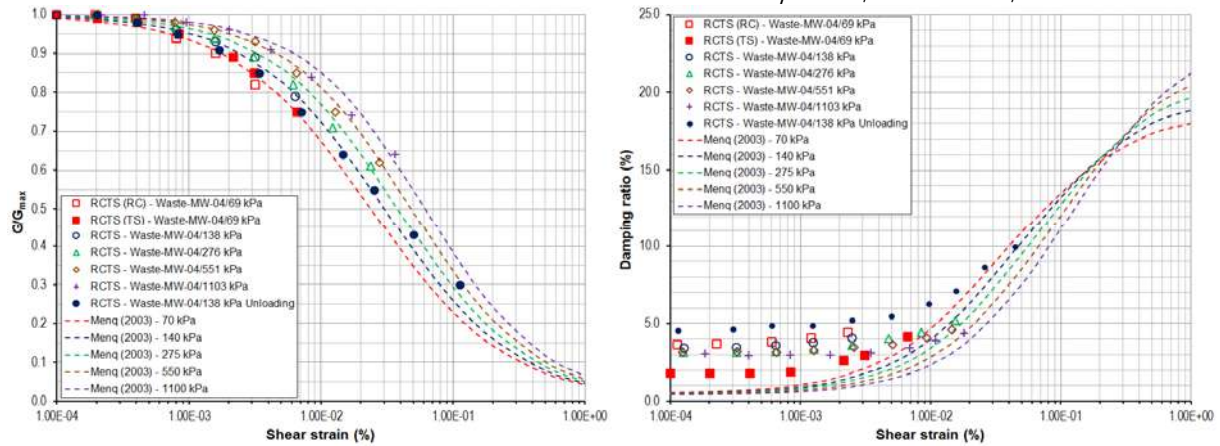 1.0
0.9
0.8
0.7
0.6
0.5
0.4
0.3
0.2
0.1
0.0
G/Gmax
RCTS (RC) - Waste-MW-04/69 kPa
RCTS (TS) - Waste-MW-04/69 kPa
RCTS - Waste-MW-04/138 kPa
RCTS - Waste-MW-04/276 kPa
RCTS - Waste-MW-04/551 kPa
RCTS - Waste-MW-04/1103 kPa
RCTS - Waste-MW-04/138 kPa Unloading
Menq (2003) - 70 kPa
Menq (2003) - 140 kPa
Menq (2003) - 275 kPa
Menq (2003) - 550 kPa
Menq (2003) - 1100 kPa
1.00E-04 1.00E-03 1.00E-02 1.00E-01 1.00E+00
Shear strain (%)
25.0
20.0
15.0
10.0
5.0
0.0
Damping ratio (%)
RCTS (RC) - Waste-MW-04/69 kPa
RCTS (TS) - Waste-MW-04/69 kPa
RCTS - Waste-MW-04/138 kPa
RCTS - Waste-MW-04/276 kPa
RCTS - Waste-MW-04/551 kPa
RCTS - Waste-MW-04/1103 kPa
RCTS - Waste-MW-04/138 kPa Unloading
Menq (2003) - 70 kPa
Menq (2003) - 140 kPa
Menq (2003) - 275 kPa
Menq (2003) - 550 kPa
Menq (2003) - 1100 kPa
1.00E-04 1.00E-03 1.00E-02 1.00E-01 1.00E+00
Shear strain (%)